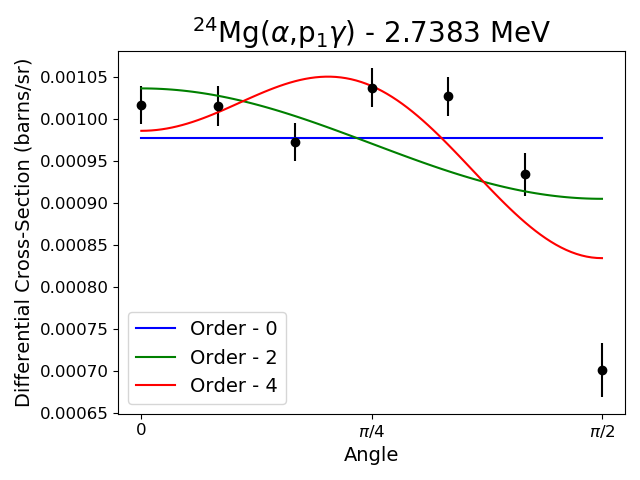 ²⁴Mg(α,p₁γ) - 2.7383 MeV
Differential Cross-Section (barns/sr)
0.00105
0.00100
0.00095
0.00090
0.00085
0.00080
0.00075
0.00070
0.00065
Order - 0
Order - 2
Order - 4
0 π/4 π/2
Angle